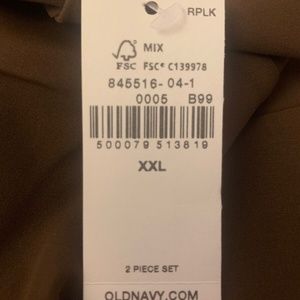 RPLK
MIX
FSC FSC® C139978
845516-04-1
0005 B99
500079 513819
XXL
2 PIECE SET
OLDNAVY.COM